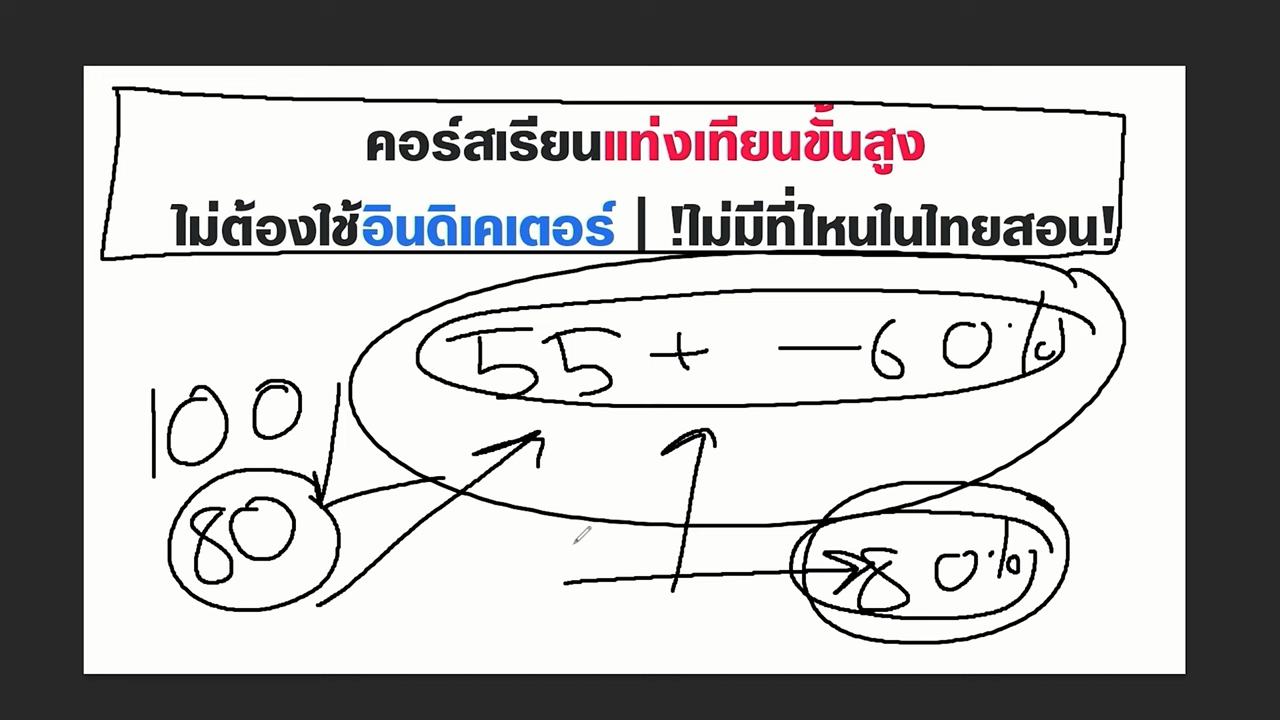 คอร์สเรียนแท่งเทียนขั้นสูง
ไม่ต้องใช้อินดิเคเตอร์ | !ไม่มีที่ไหนในไทยสอน!
55 + - 60%
100
80
80%